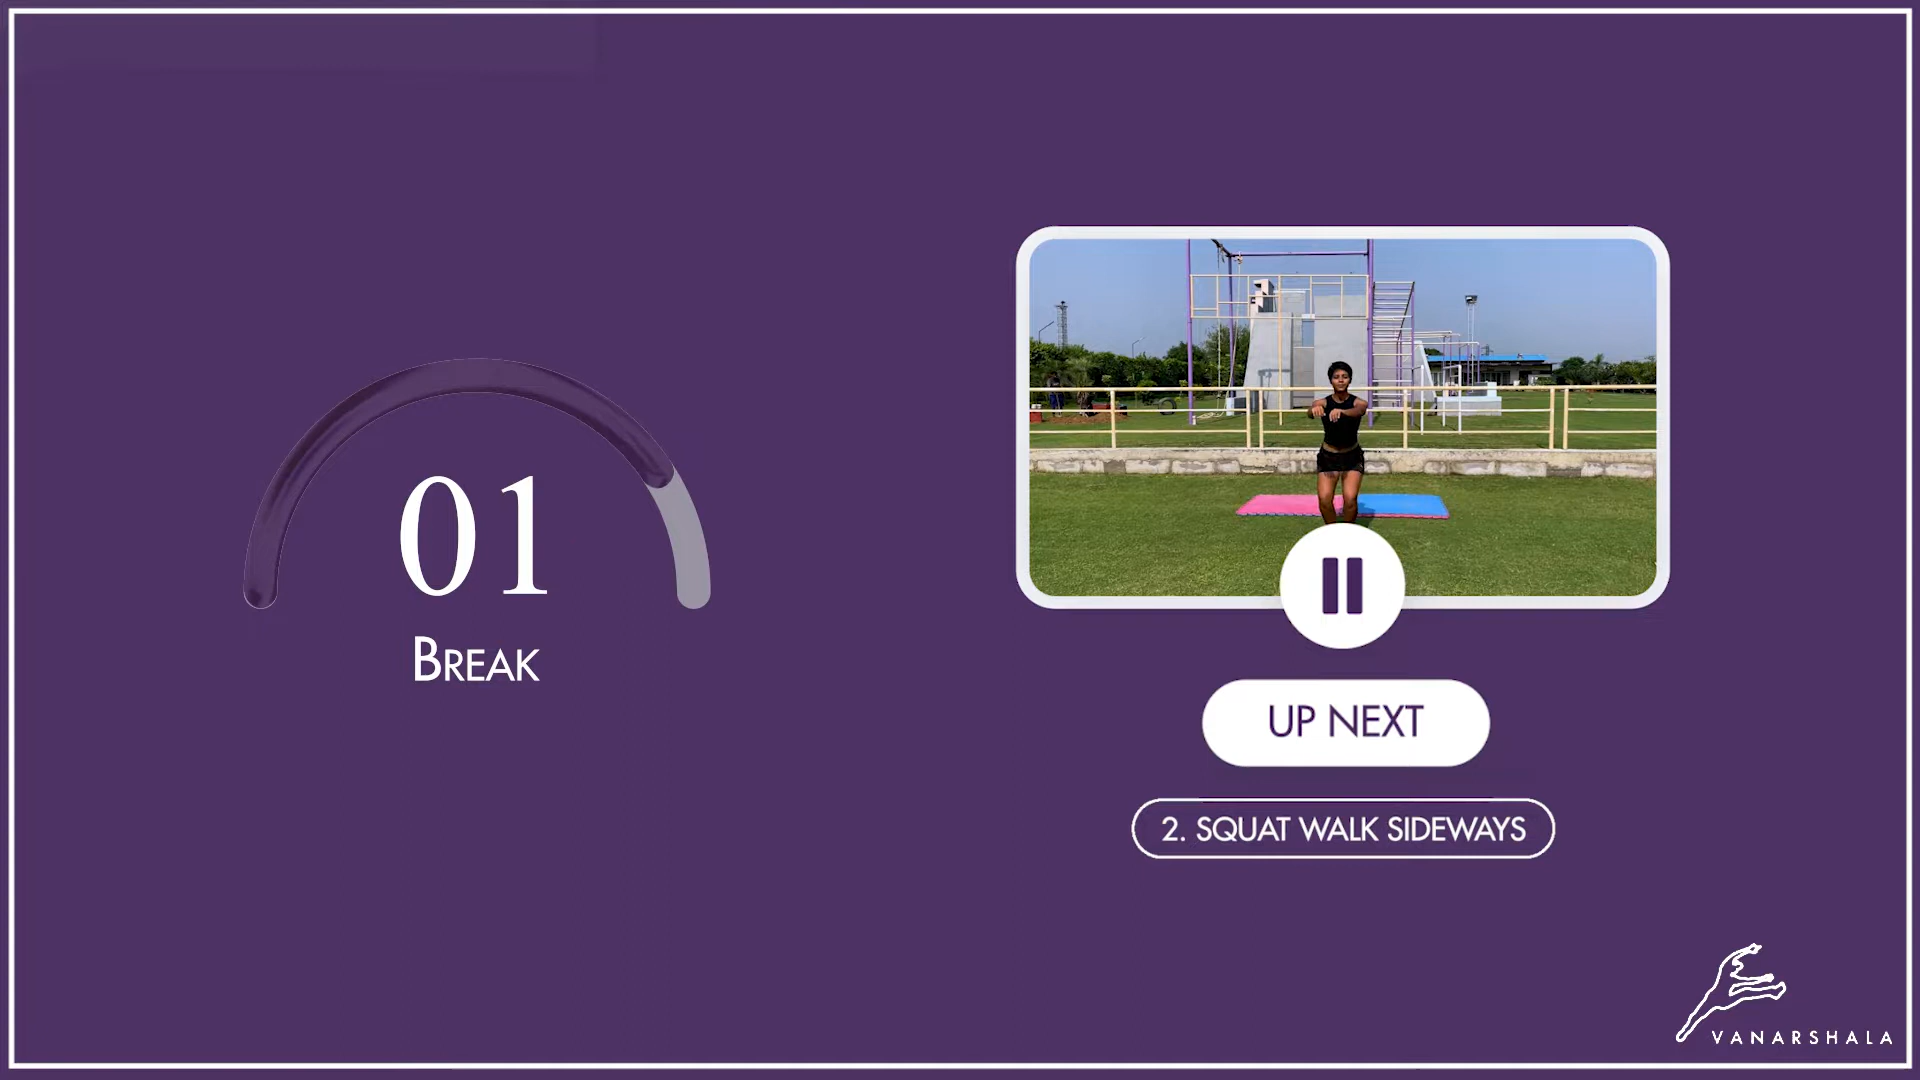 01
BREAK
UP NEXT
2. SQUAT WALK SIDEWAYS
VANARSHALA